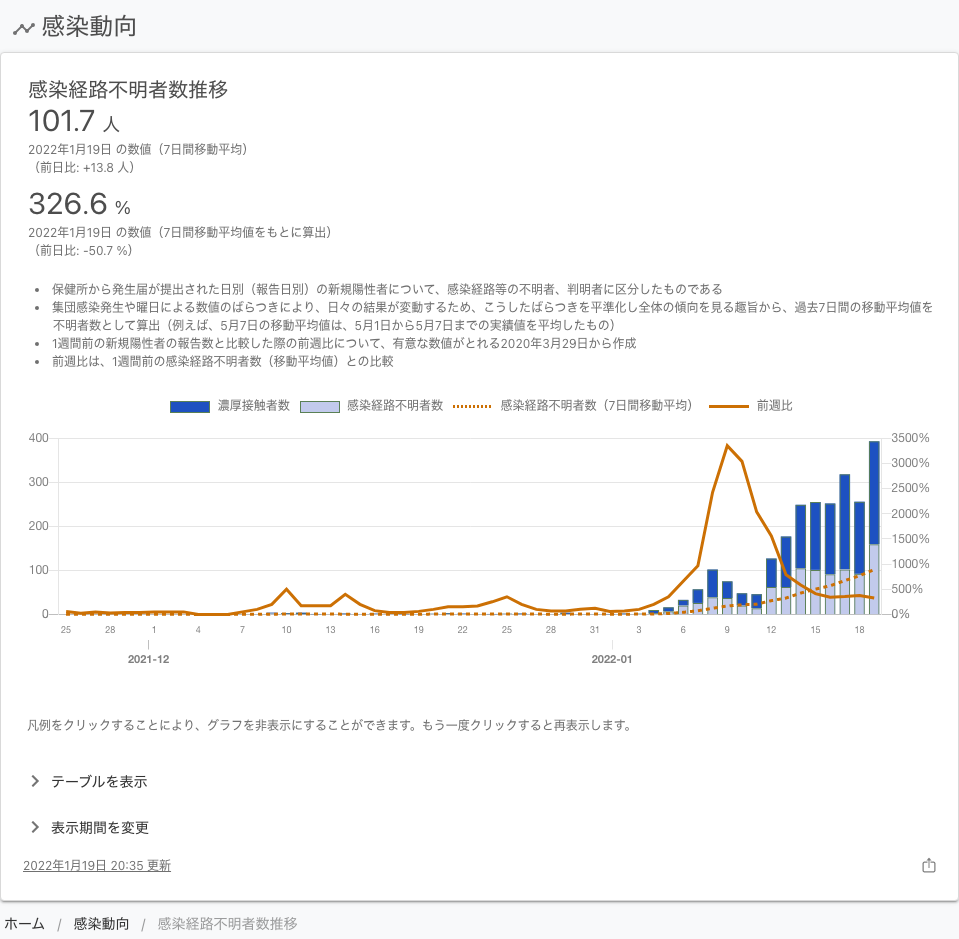 感染動向
感染経路不明者数推移
101.7 人
2022年1月19日 の数値（7日間移動平均）
（前日比: +13.8 人）
326.6 %
2022年1月19日 の数値（7日間移動平均値をもとに算出）
（前日比: -50.7 %）
• 保健所から発生届が提出された日別（報告日別）の新規陽性者について、感染経路等の不明者、判明者に区分したものである
• 集団感染発生や曜日による数値のばらつきにより、日々の結果が変動するため、こうしたばらつきを平準化し全体の傾向を見る趣旨から、過去7日間の移動平均値を
不明者数として算出（例えば、5月7日の移動平均値は、5月1日から5月7日までの実績値を平均したもの）
• 1週間前の新規陽性者の報告数と比較した際の前週比について、有意な数値がとれる2020年3月29日から作成
• 前週比は、1週間前の感染経路不明者数（移動平均値）との比較
濃厚接触者数 感染経路不明者数 感染経路不明者数（7日間移動平均） 前週比
400 3500%
3000%
300 2500%
200 2000%
1500%
100 1000%
500%
0 0%
25 28 1 4 7 10 13 16 19 22 25 28 31 3 6 9 12 15 18
2021-12 2022-01
凡例をクリックすることにより、グラフを非表示にすることができます。もう一度クリックすると再表示します。
テーブルを表示
表示期間を変更
2022年1月19日 20:35 更新
ホーム / 感染動向 / 感染経路不明者数推移